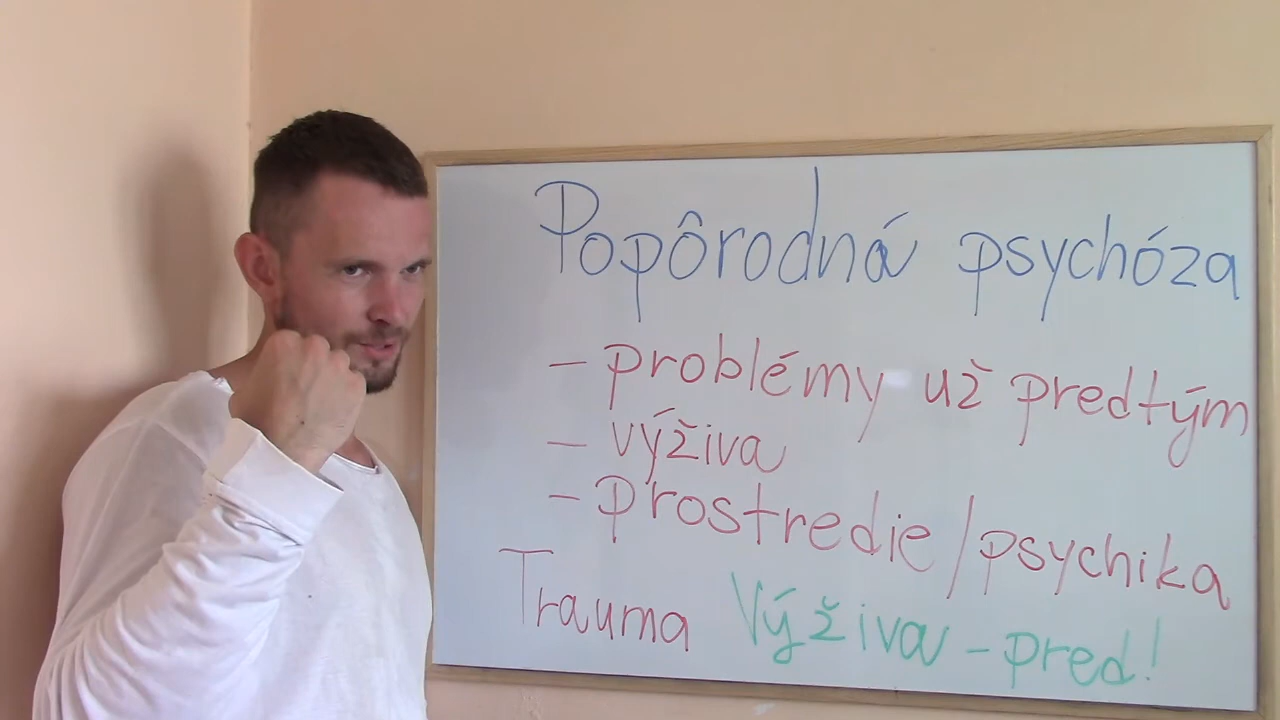 Popôrodná psychóza
- problémy už predtým
- výživa
- prostredie/psychika
Trauma Výživa - pred!